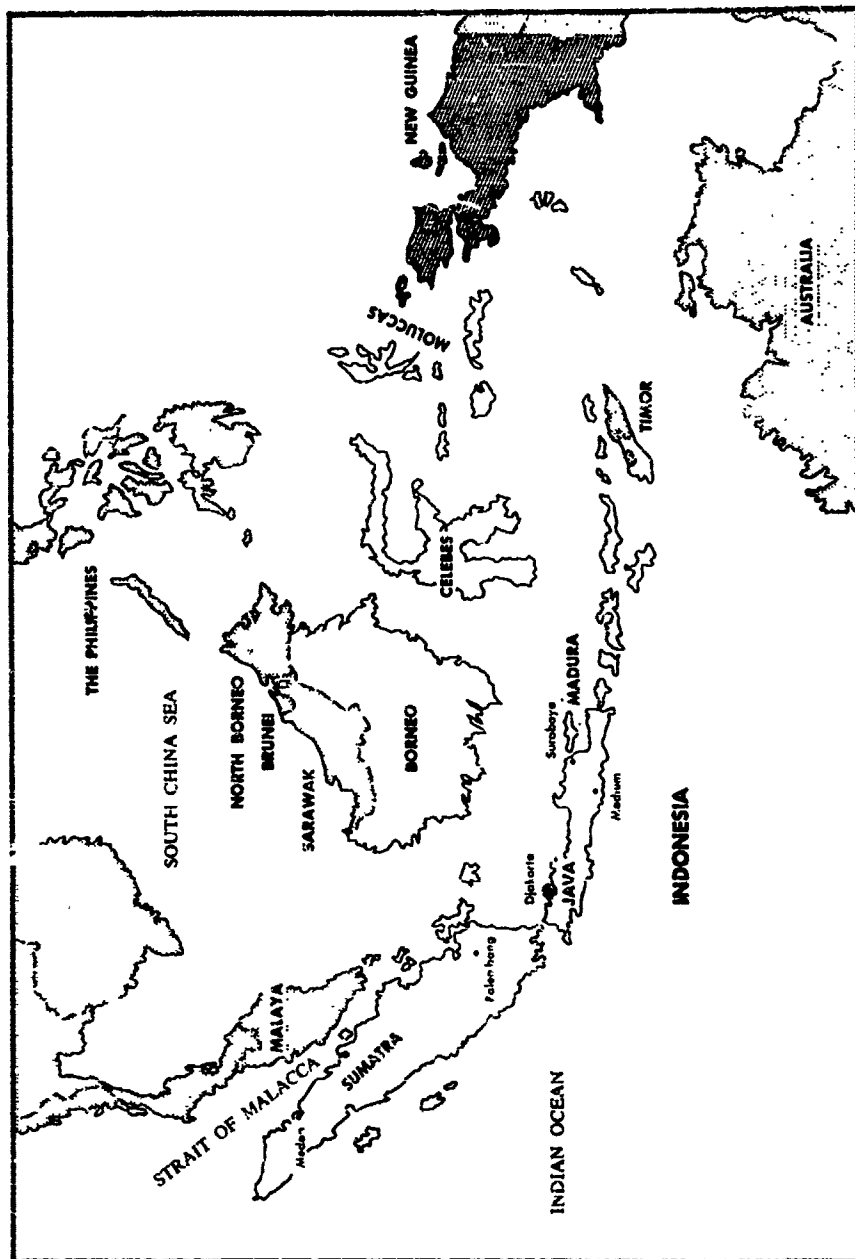 THE PHILIPPINES
SOUTH CHINA SEA
NEW GUINEA
NORTH BORNEO
BRUNEI
SARAWAK
BORNEO
MOLUCCAS
CELEBES
MALAYA
STRAIT OF MALACCA
Medan
SUMATRA
Palembang
Djakarta
JAVA
Surabaya
MADURA
Madium
TIMOR
AUSTRALIA
INDIAN OCEAN
INDONESIA